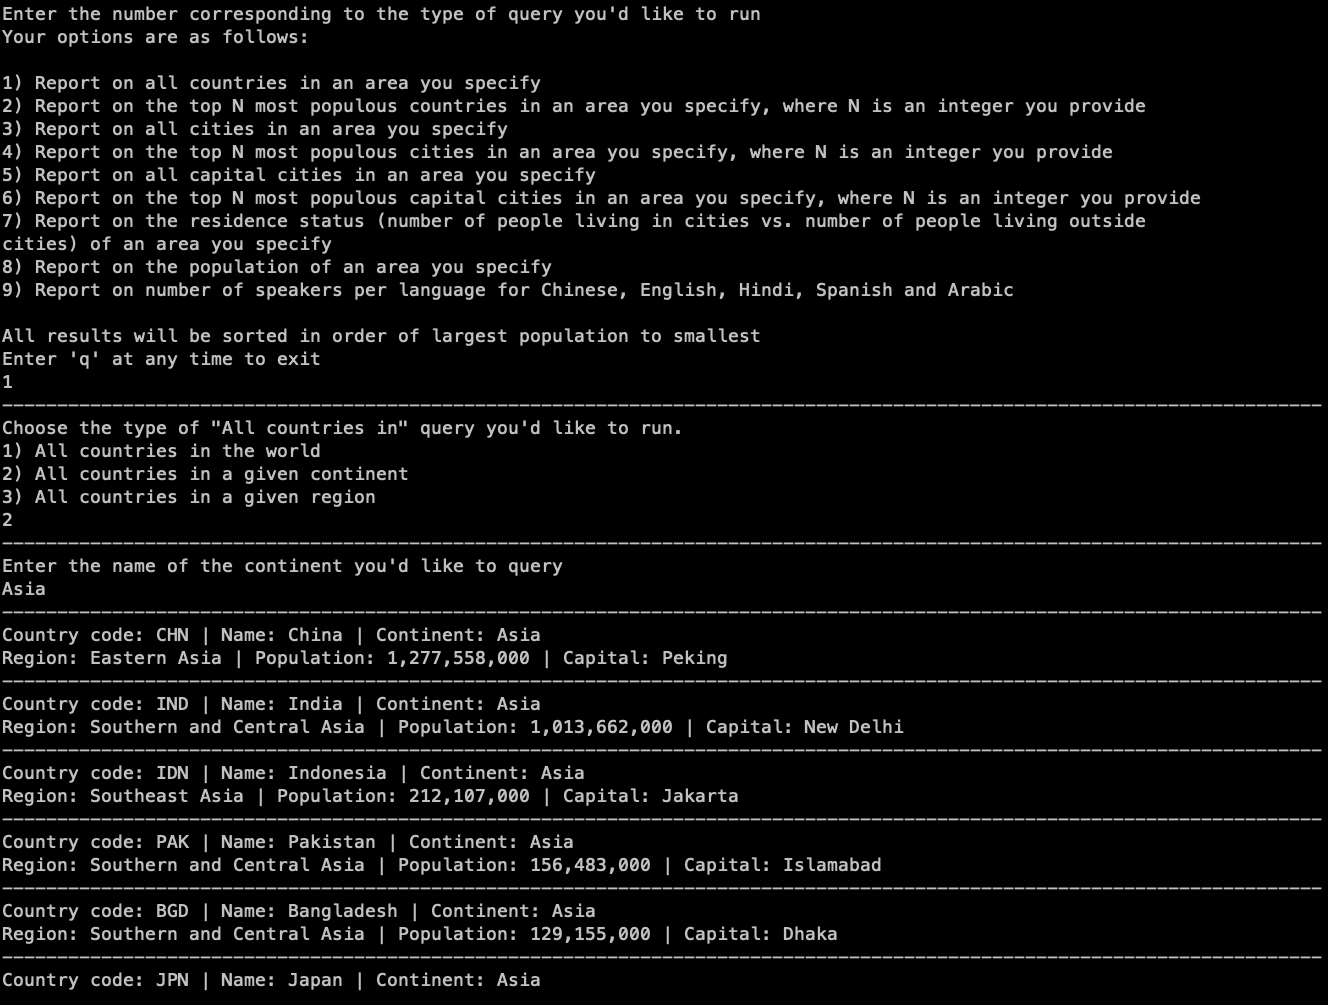 Enter the number corresponding to the type of query you'd like to run
Your options are as follows:

1) Report on all countries in an area you specify
2) Report on the top N most populous countries in an area you specify, where N is an integer you provide
3) Report on all cities in an area you specify
4) Report on the top N most populous cities in an area you specify, where N is an integer you provide
5) Report on all capital cities in an area you specify
6) Report on the top N most populous capital cities in an area you specify, where N is an integer you provide
7) Report on the residence status (number of people living in cities vs. number of people living outside
cities) of an area you specify
8) Report on the population of an area you specify
9) Report on number of speakers per language for Chinese, English, Hindi, Spanish and Arabic

All results will be sorted in order of largest population to smallest
Enter 'q' at any time to exit
1
------------------------------------------------------------------------------------------------------------------------
Choose the type of "All countries in" query you'd like to run.
1) All countries in the world
2) All countries in a given continent
3) All countries in a given region
2
------------------------------------------------------------------------------------------------------------------------
Enter the name of the continent you'd like to query
Asia
------------------------------------------------------------------------------------------------------------------------
Country code: CHN | Name: China | Continent: Asia
Region: Eastern Asia | Population: 1,277,558,000 | Capital: Peking
------------------------------------------------------------------------------------------------------------------------
Country code: IND | Name: India | Continent: Asia
Region: Southern and Central Asia | Population: 1,013,662,000 | Capital: New Delhi
------------------------------------------------------------------------------------------------------------------------
Country code: IDN | Name: Indonesia | Continent: Asia
Region: Southeast Asia | Population: 212,107,000 | Capital: Jakarta
------------------------------------------------------------------------------------------------------------------------
Country code: PAK | Name: Pakistan | Continent: Asia
Region: Southern and Central Asia | Population: 156,483,000 | Capital: Islamabad
------------------------------------------------------------------------------------------------------------------------
Country code: BGD | Name: Bangladesh | Continent: Asia
Region: Southern and Central Asia | Population: 129,155,000 | Capital: Dhaka
------------------------------------------------------------------------------------------------------------------------
Country code: JPN | Name: Japan | Continent: Asia